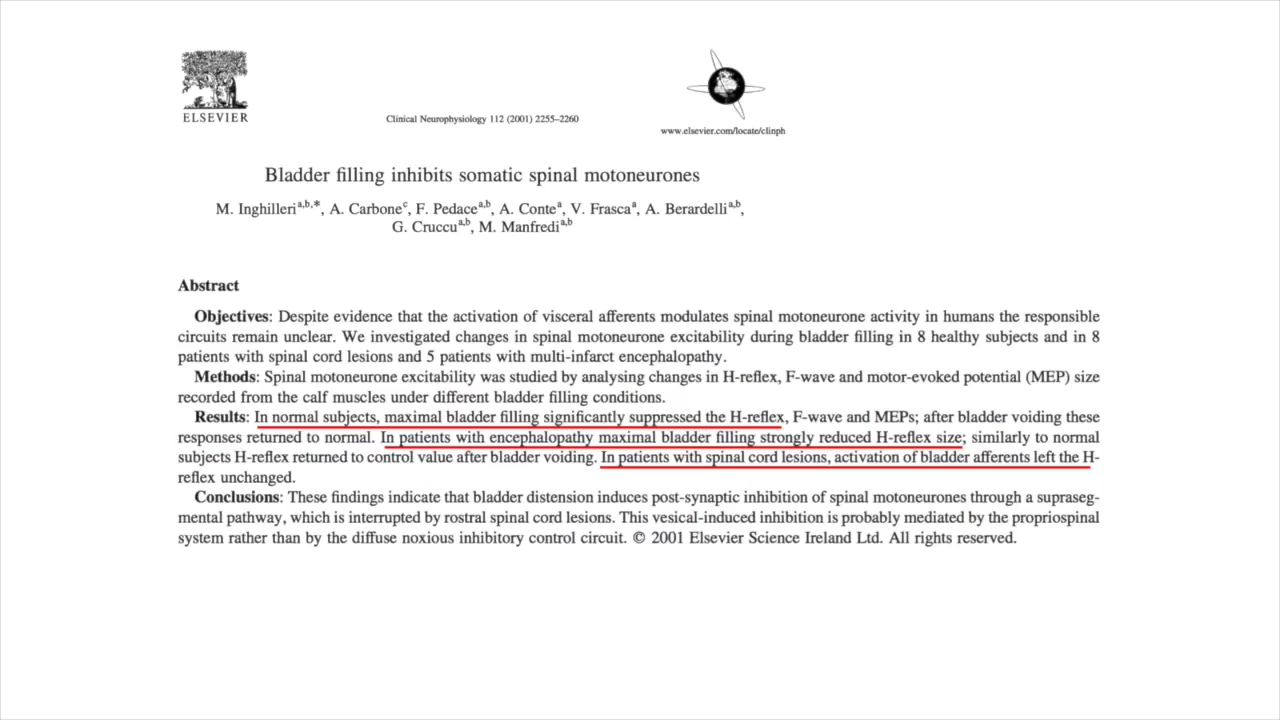 ELSEVIER
Clinical Neurophysiology 112 (2001) 2255–2260
www.elsevier.com/locate/clinph
Bladder filling inhibits somatic spinal motoneurones
M. Inghilleri^a,b,*, A. Carbone^c, F. Pedace^a,b, A. Conte^a, V. Frasca^a, A. Berardelli^a,b,
G. Cruccu^a,b, M. Manfredi^a,b
Abstract
Objectives: Despite evidence that the activation of visceral afferents modulates spinal motoneurone activity in humans the responsible
circuits remain unclear. We investigated changes in spinal motoneurone excitability during bladder filling in 8 healthy subjects and in 8
patients with spinal cord lesions and 5 patients with multi-infarct encephalopathy.
Methods: Spinal motoneurone excitability was studied by analysing changes in H-reflex, F-wave and motor-evoked potential (MEP) size
recorded from the calf muscles under different bladder filling conditions.
Results: In normal subjects, maximal bladder filling significantly suppressed the H-reflex, F-wave and MEPs; after bladder voiding these
responses returned to normal. In patients with encephalopathy maximal bladder filling strongly reduced H-reflex size; similarly to normal
subjects H-reflex returned to control value after bladder voiding. In patients with spinal cord lesions, activation of bladder afferents left the H-
reflex unchanged.
Conclusions: These findings indicate that bladder distension induces post-synaptic inhibition of spinal motoneurones through a supraseg-
mental pathway, which is interrupted by rostral spinal cord lesions. This vesical-induced inhibition is probably mediated by the propriospinal
system rather than by the diffuse noxious inhibitory control circuit. © 2001 Elsevier Science Ireland Ltd. All rights reserved.